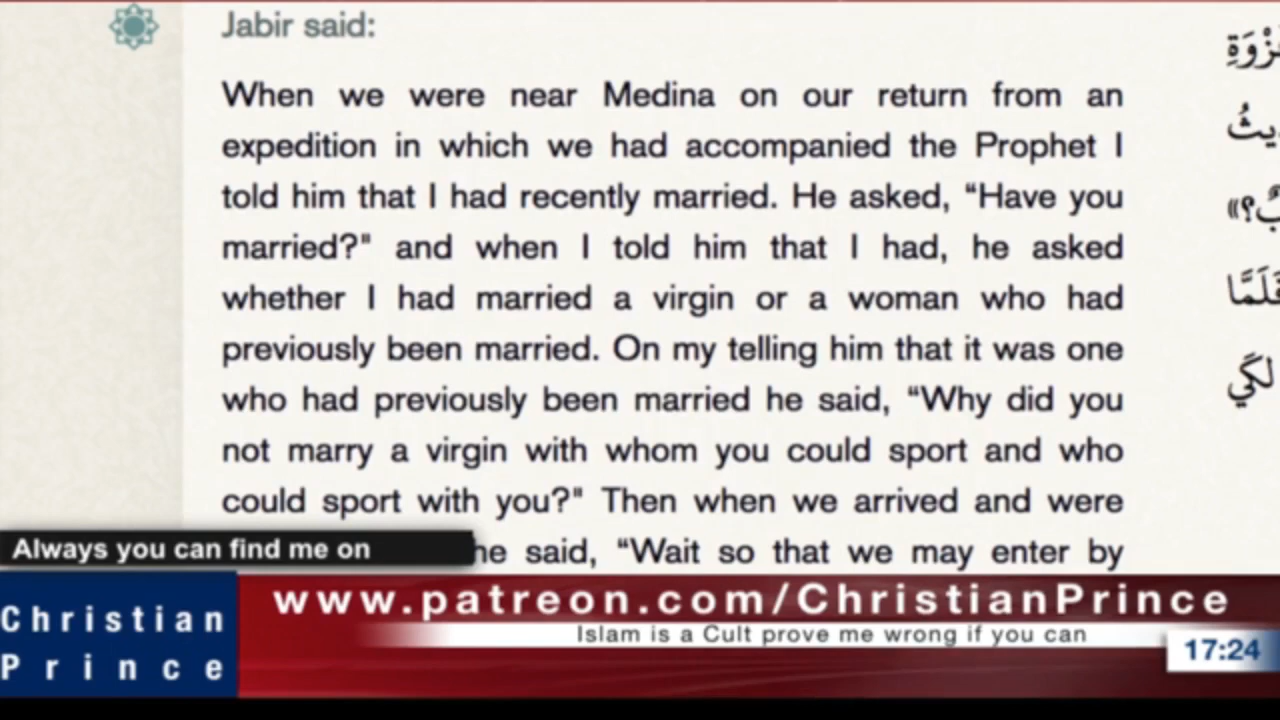 Jabir said:
When we were near Medina on our return from an
expedition in which we had accompanied the Prophet I
told him that I had recently married. He asked, “Have you
married?" and when I told him that I had, he asked
whether I had married a virgin or a woman who had
previously been married. On my telling him that it was one
who had previously been married he said, “Why did you
not marry a virgin with whom you could sport and who
could sport with you?" Then when we arrived and were
he said, “Wait so that we may enter by
Always you can find me on
www.patreon.com/ChristianPrince
Islam is a Cult prove me wrong if you can
Christian
Prince
17:24